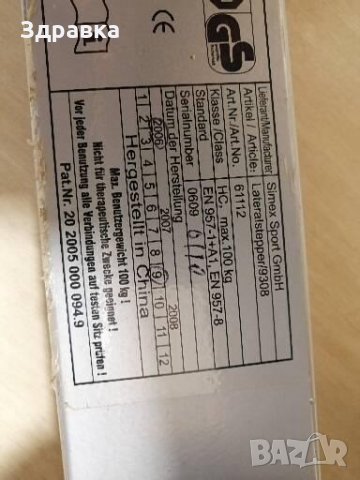 Здравка
GS
CE
Lieferant/Manufacturer Simex Sport GmbH
Artikel Article: Lateralstepper/9308
Art.Nr/Art.No. 61112
Klasse /Class HC, max.100 kg
Standard EN 957-1+A1, EN 957-8
Serialnumber 0609
Datum der Herstellung
2006 2007 2008
1 2 3 4 5 6 7 8 9 10 11 12
Hergestellt in China
Max. Benutzergewicht 100 kg !
Nicht für therapeutische Zwecke geeignet !
Vor jeder Benutzung alle Verbindungen auf testan Sitz prüfen !
Pat.Nr. 20 2005 000 094.9
BAZAR